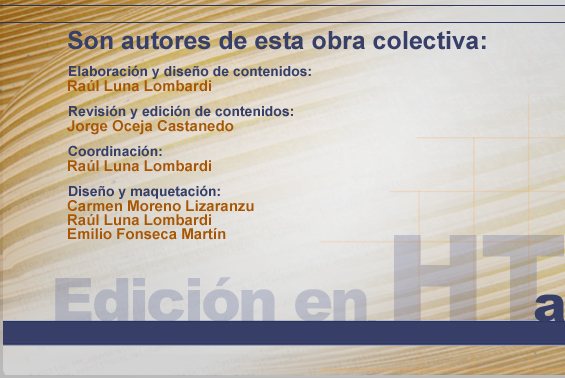 Son autores de esta obra colectiva:
Elaboración y diseño de contenidos:
Raúl Luna Lombardi
Revisión y edición de contenidos:
Jorge Oceja Castanedo
Coordinación:
Raúl Luna Lombardi
Diseño y maquetación:
Carmen Moreno Lizaranzu
Raúl Luna Lombardi
Emilio Fonseca Martín
Edición en HT
a